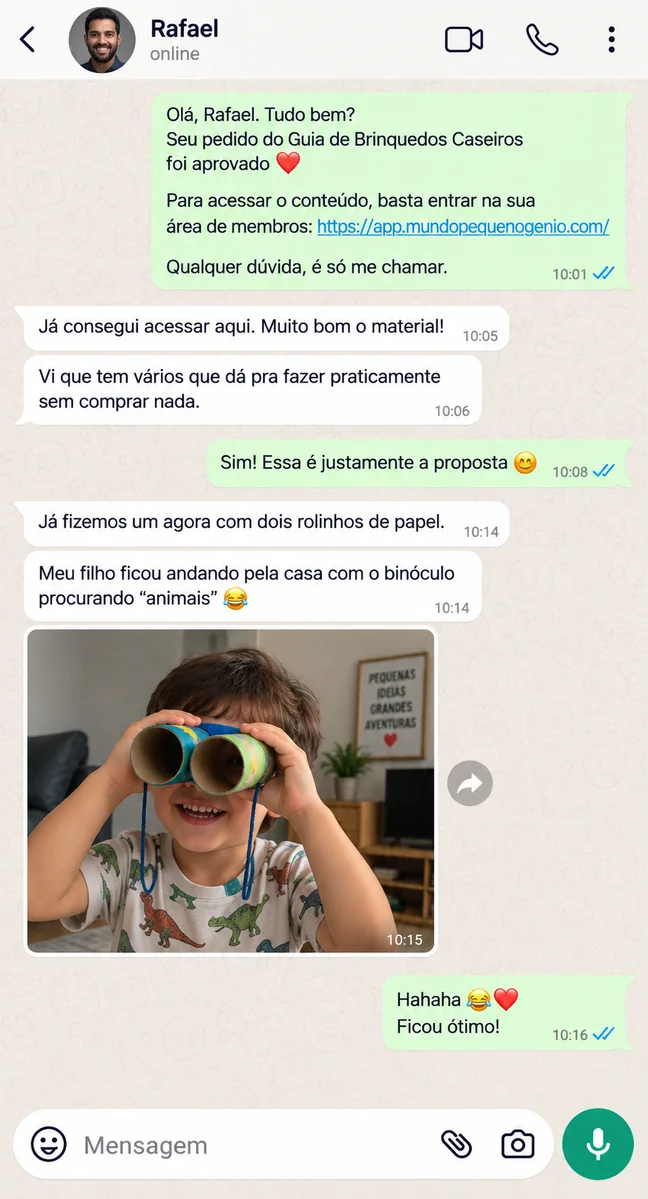 Rafael
online
Olá, Rafael. Tudo bem?
Seu pedido do Guia de Brinquedos Caseiros
foi aprovado ❤️
Para acessar o conteúdo, basta entrar na sua
área de membros: https://app.mundopequenogenio.com/
Qualquer dúvida, é só me chamar.
10:01
Já consegui acessar aqui. Muito bom o material!
10:05
Vi que tem vários que dá pra fazer praticamente
sem comprar nada.
10:06
Sim! Essa é justamente a proposta 😊
10:08
Já fizemos um agora com dois rolinhos de papel.
10:14
Meu filho ficou andando pela casa com o binóculo
procurando “animais” 😂
10:14
PEQUENAS
IDEIAS
GRANDES
AVENTURAS
10:15
Hahaha 😂❤️
Ficou ótimo!
10:16
Mensagem